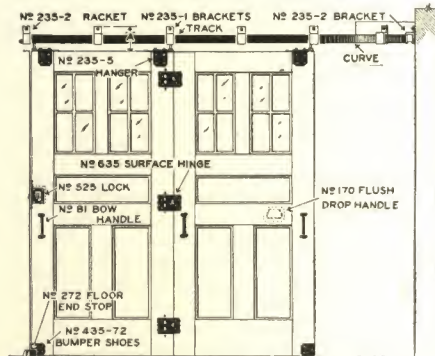 № 235-2 RACKET № 235-1 BRACKETS № 235-2 BRACKET
TRACK
A
CURVE
№ 235-5
HANGER
№ 635 SURFACE HINGE
№ 525 LOCK
№ 170 FLUSH
DROP HANDLE
№ 81 BOW
HANDLE
№ 272 FLOOR
END STOP
№ 435-72
BUMPER SHOES